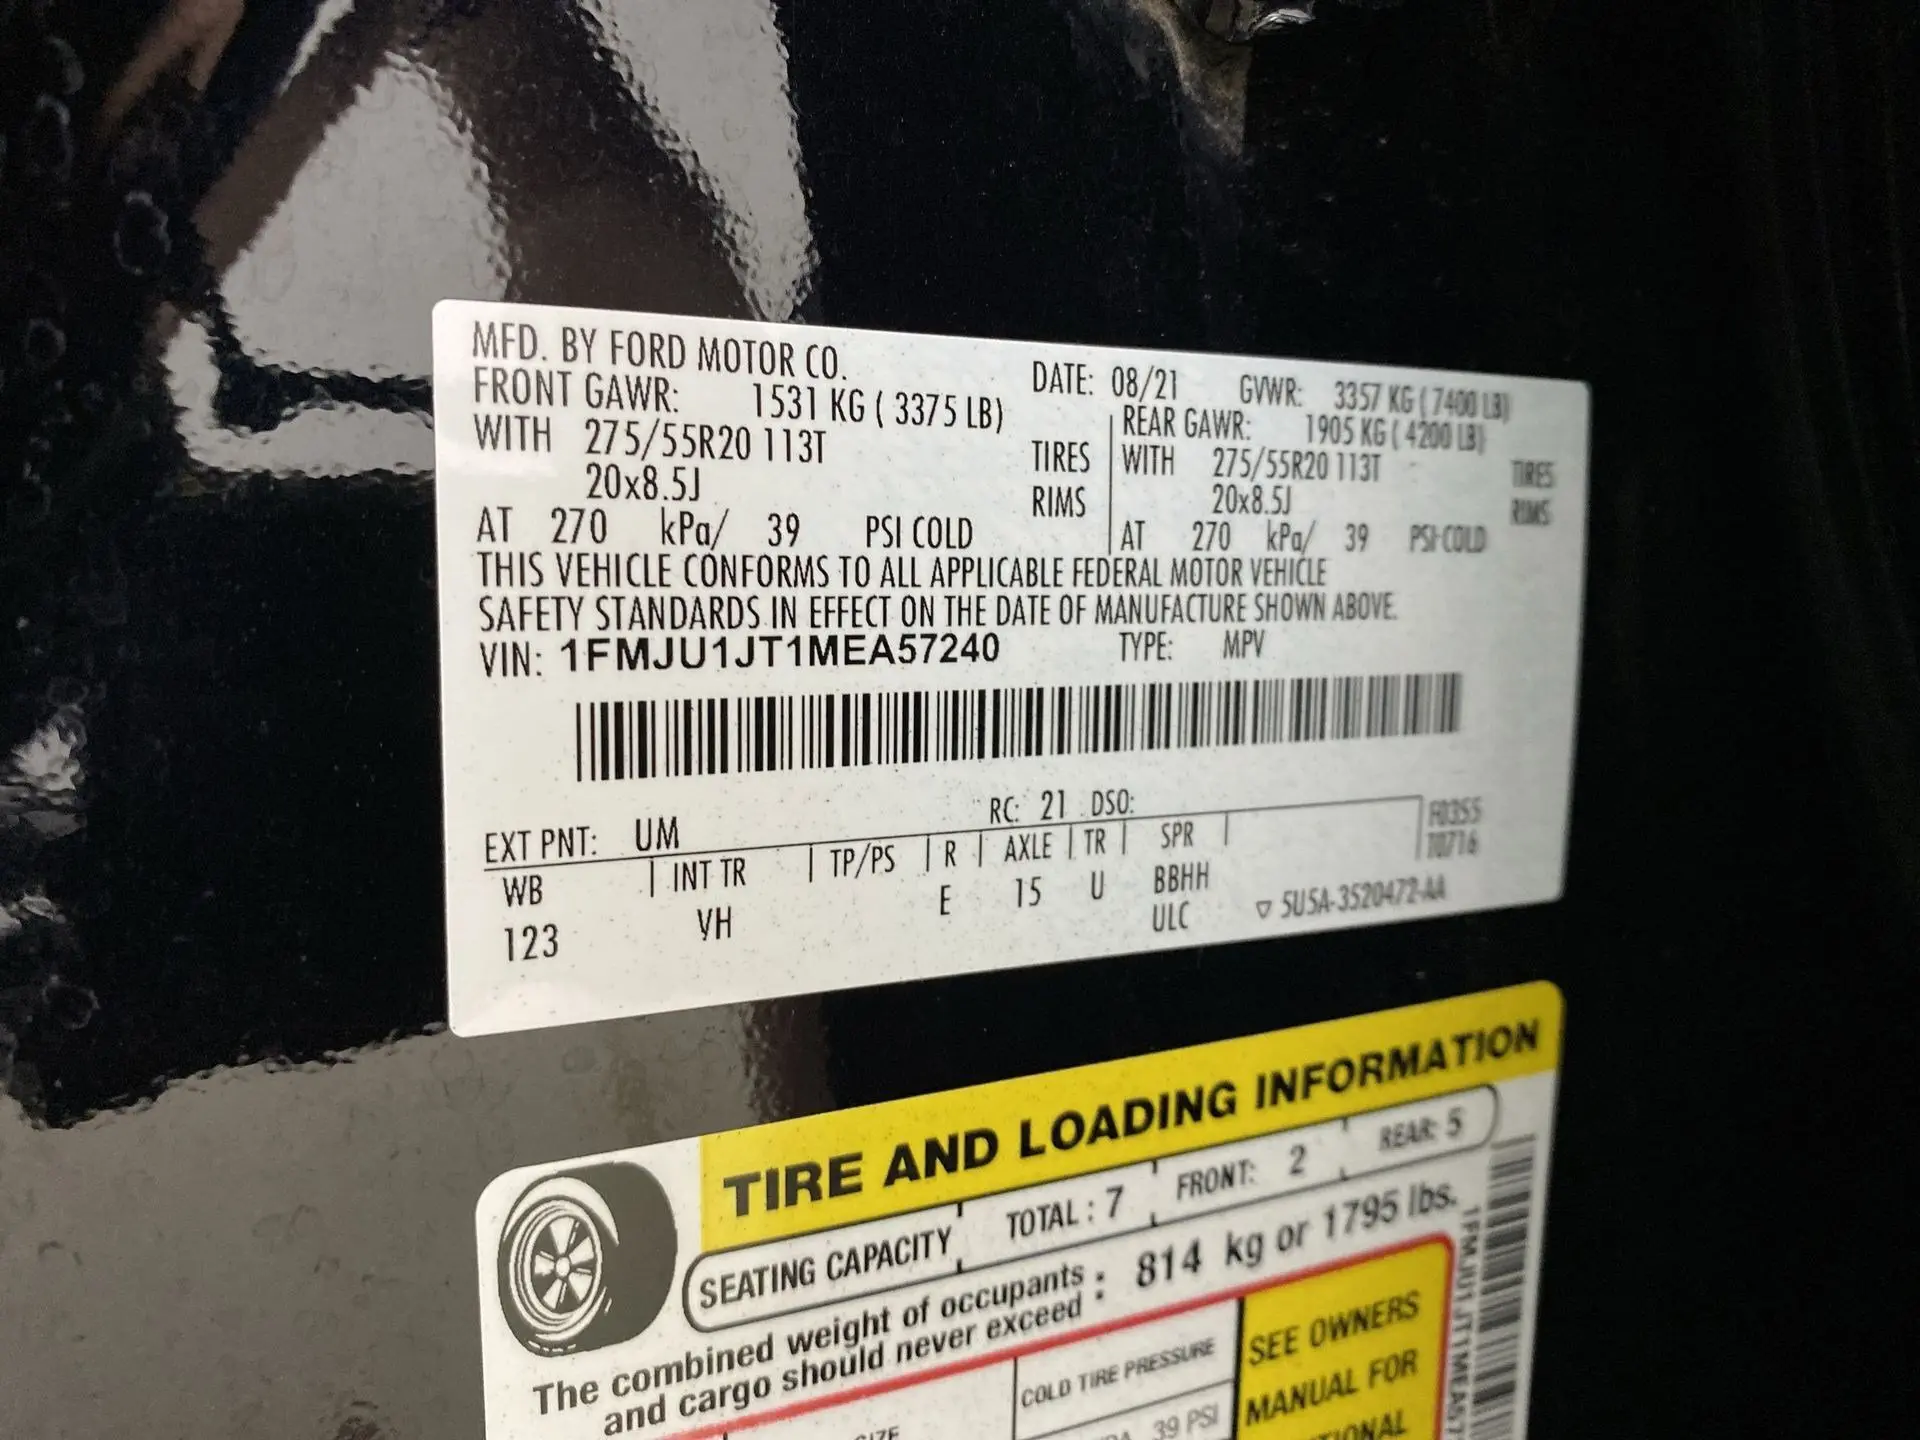 MFD. BY FORD MOTOR CO.
DATE: 08/21 GVWR: 3357 KG ( 7400 LB)
FRONT GAWR: 1531 KG ( 3375 LB)
REAR GAWR: 1905 KG ( 4200 LB)
WITH 275/55R20 113T TIRES
WITH 275/55R20 113T TIRES
20x8.5J RIMS
20x8.5J RIMS
AT 270 kPa/ 39 PSI COLD
AT 270 kPa/ 39 PSI COLD
THIS VEHICLE CONFORMS TO ALL APPLICABLE FEDERAL MOTOR VEHICLE
SAFETY STANDARDS IN EFFECT ON THE DATE OF MANUFACTURE SHOWN ABOVE.
VIN: 1FMJU1JT1MEA57240 TYPE: MPV
EXT PNT: UM RC: 21 DSO:
F0355
T0716
WB INT TR TP/PS R AXLE TR SPR
123 VH E 15 U BBHH
ULC
▽ 5U5A-3520472-AA
TIRE AND LOADING INFORMATION
SEATING CAPACITY TOTAL : 7 FRONT: 2 REAR: 5
The combined weight of occupants
and cargo should never exceed : 814 kg or 1795 lbs.
COLD TIRE PRESSURE
39 PSI
SEE OWNERS
MANUAL FOR